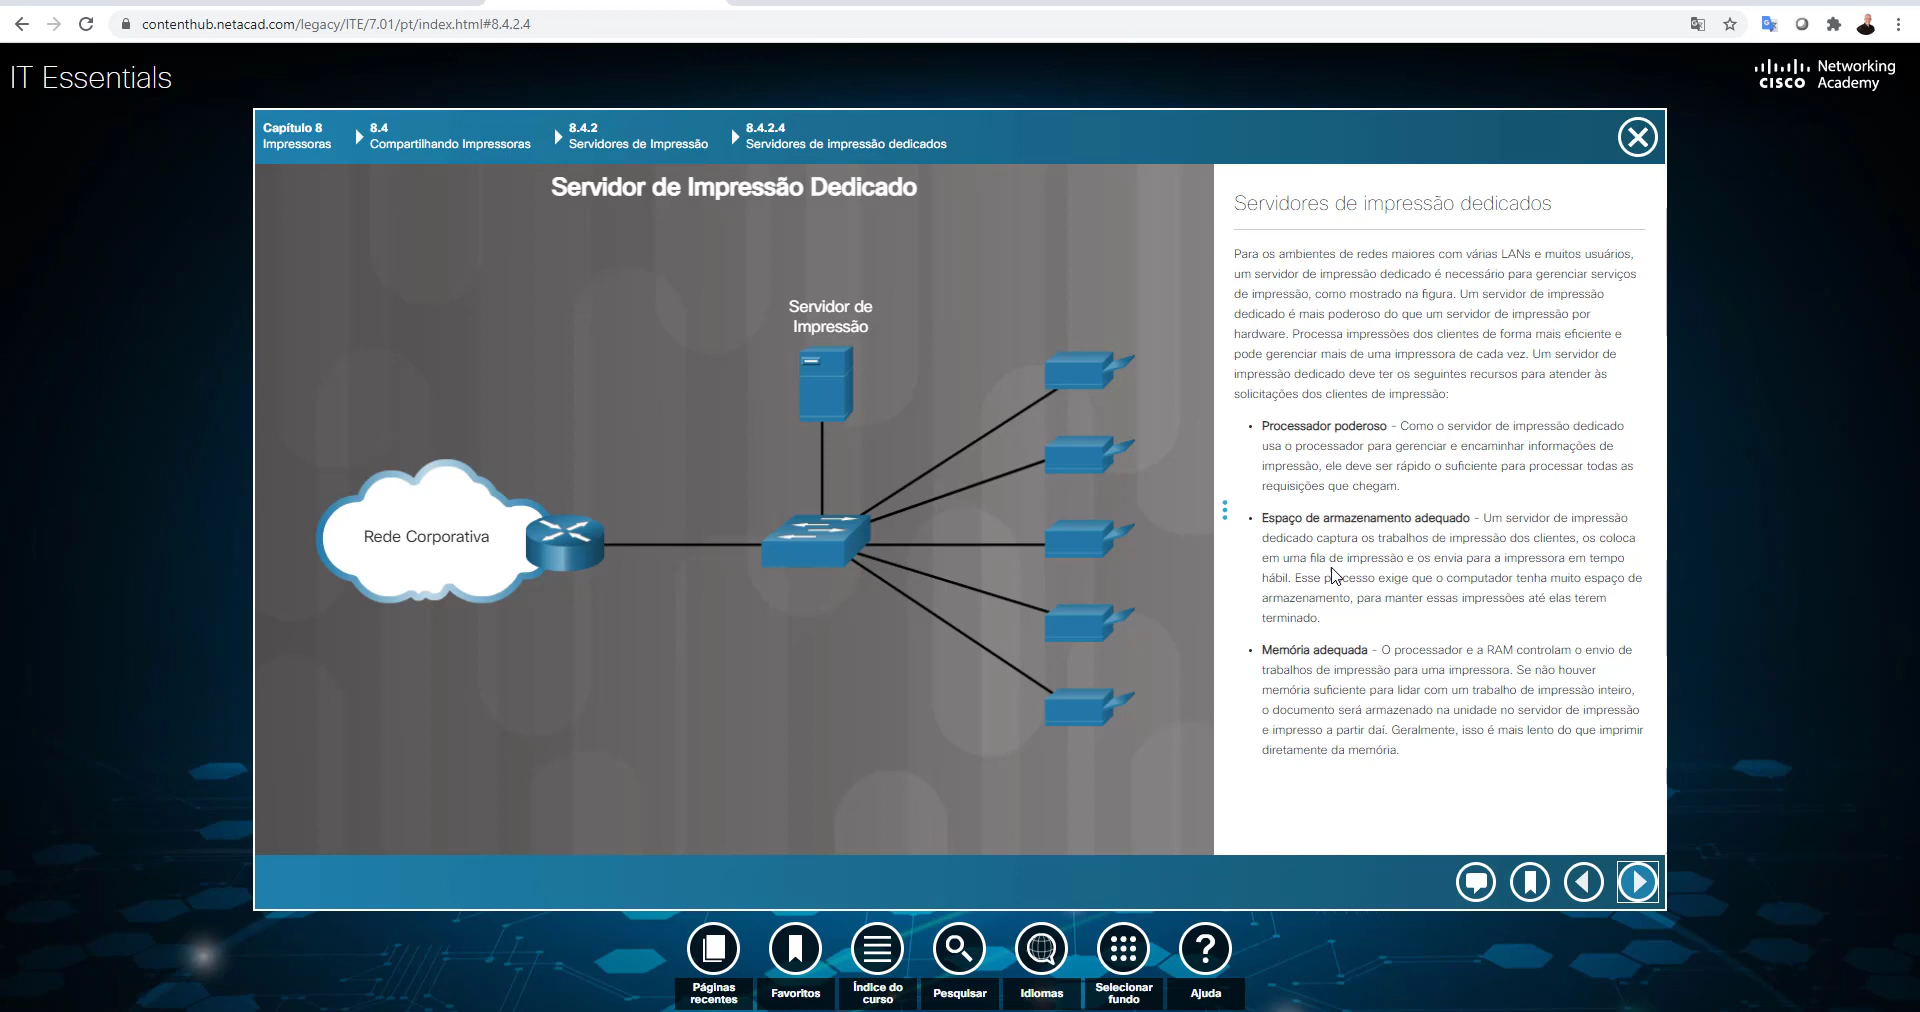 contenthub.netacad.com/legacy/ITE/7.01/pt/index.html#8.4.2.4
IT Essentials
Networking
CISCO Academy
Capítulo 8
Impressoras
8.4
Compartilhando Impressoras
8.4.2
Servidores de Impressão
8.4.2.4
Servidores de impressão dedicados
Servidor de Impressão Dedicado
Servidor de
Impressão
Rede Corporativa
Servidores de impressão dedicados
Para os ambientes de redes maiores com várias LANs e muitos usuários,
um servidor de impressão dedicado é necessário para gerenciar serviços
de impressão, como mostrado na figura. Um servidor de impressão
dedicado é mais poderoso do que um servidor de impressão por
hardware. Processa impressões dos clientes de forma mais eficiente e
pode gerenciar mais de uma impressora de cada vez. Um servidor de
impressão dedicado deve ter os seguintes recursos para atender às
solicitações dos clientes de impressão:
• Processador poderoso - Como o servidor de impressão dedicado
usa o processador para gerenciar e encaminhar informações de
impressão, ele deve ser rápido o suficiente para processar todas as
requisições que chegam.
• Espaço de armazenamento adequado - Um servidor de impressão
dedicado captura os trabalhos de impressão dos clientes, os coloca
em uma fila de impressão e os envia para a impressora em tempo
hábil. Esse processo exige que o computador tenha muito espaço de
armazenamento, para manter essas impressões até elas terem
terminado.
• Memória adequada - O processador e a RAM controlam o envio de
trabalhos de impressão para uma impressora. Se não houver
memória suficiente para lidar com um trabalho de impressão inteiro,
o documento será armazenado na unidade no servidor de impressão
e impresso a partir daí. Geralmente, isso é mais lento do que imprimir
diretamente da memória.
Páginas
recentes
Favoritos
Índice do
curso
Pesquisar
Idiomas
Selecionar
fundo
Ajuda